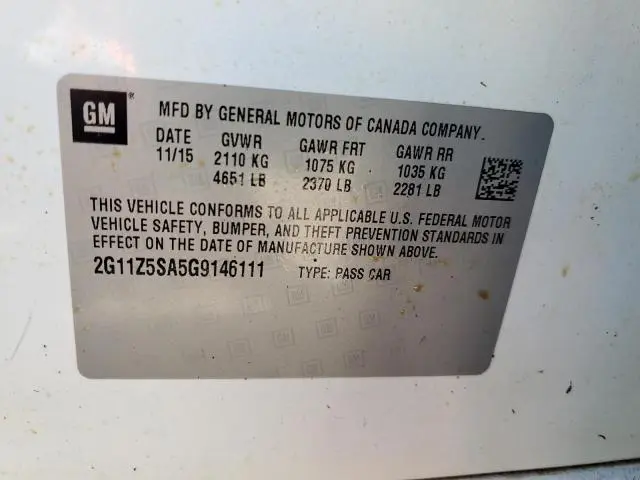 GM ®
MFD BY GENERAL MOTORS OF CANADA COMPANY.
DATE GVWR GAWR FRT GAWR RR
11/15 2110 KG 1075 KG 1035 KG
4651 LB 2370 LB 2281 LB
THIS VEHICLE CONFORMS TO ALL APPLICABLE U.S. FEDERAL MOTOR
VEHICLE SAFETY, BUMPER, AND THEFT PREVENTION STANDARDS IN
EFFECT ON THE DATE OF MANUFACTURE SHOWN ABOVE.
2G11Z5SA5G9146111 TYPE: PASS CAR